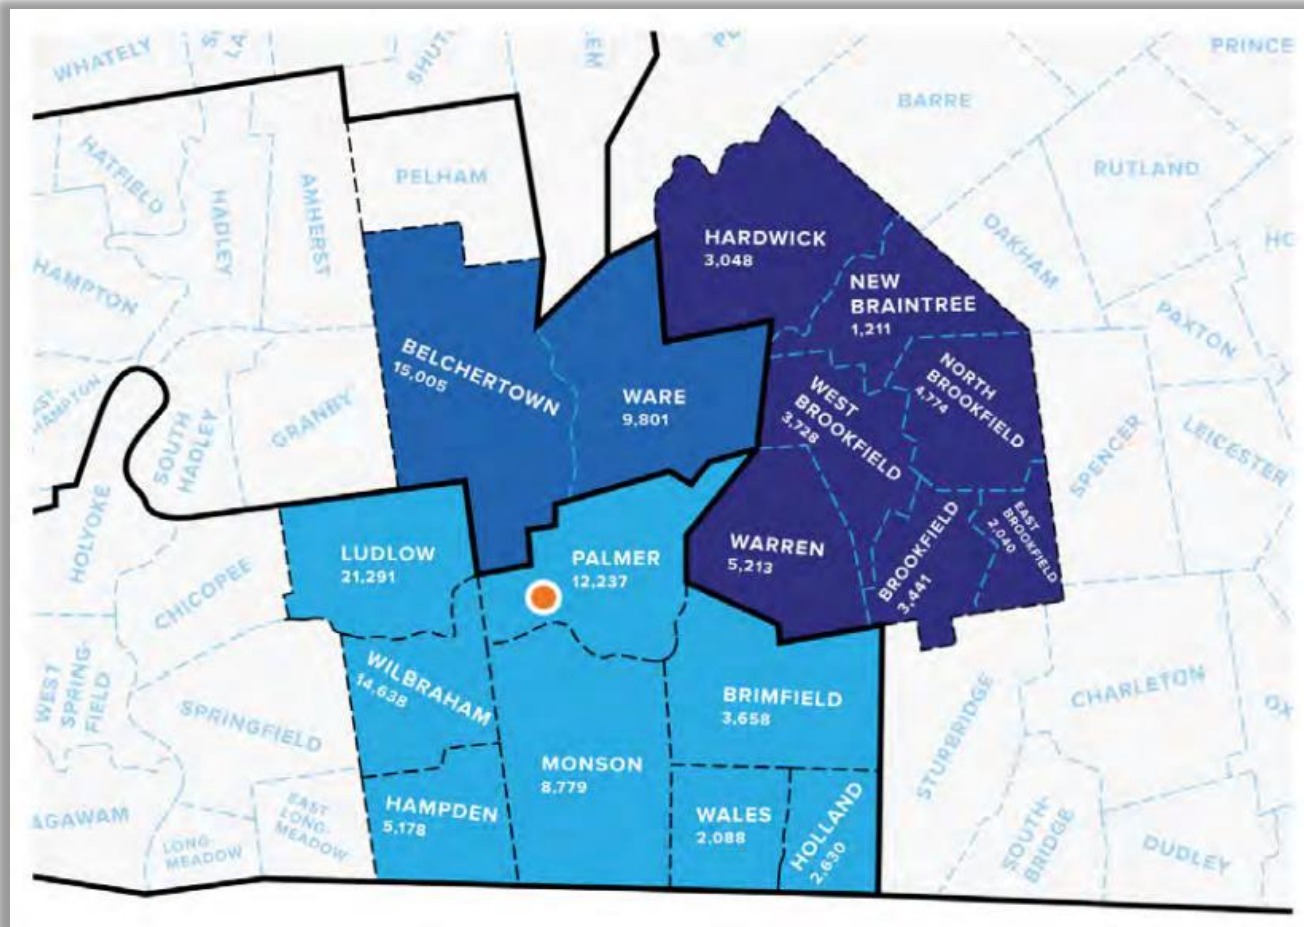 WHATELY
PRINCE
BARRE
RUTLAND
HATFIELD
HADLEY
AMHERST
PELHAM
HARDWICK
3,048
OAKHAM
HAMPTON
NEW
BRAINTREE
1,211
PAXTON
BELCHERTOWN
15,005
WARE
9,801
NORTH
BROOKFIELD
4,774
WEST
BROOKFIELD
3,728
HAMPTON
SOUTH
HADLEY
GRANBY
SPENCER
LEICESTER
HOLYOKE
CHICOPEE
LUDLOW
21,291
PALMER
12,237
WARREN
5,213
BROOKFIELD
3,441
EAST
BROOKFIELD
2,040
WEST
SPRING-
FIELD
SPRINGFIELD
WILBRAHAM
14,638
BRIMFIELD
3,658
STURBRIDGE
CHARLETON
OX
MONSON
8,779
HAMPDEN
5,178
WALES
2,088
HOLLAND
2,630
AGAWAM
LONG-
MEADOW
EAST
LONG-
MEADOW
SOUTH-
BRIDGE
DUDLEY